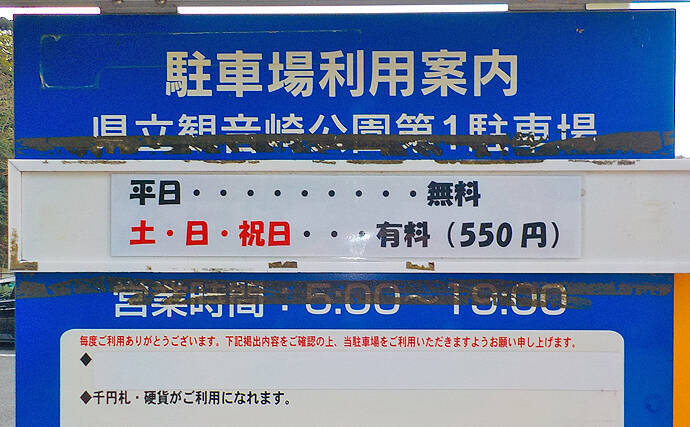 駐車場利用案内
県立観音崎公園第1駐車場
平日・・・・・・・・・・無料
土・日・祝日・・・有料（550円）
営業時間：5:00～19:00
毎度ご利用ありがとうございます。下記掲出内容をご確認の上、当駐車場をご利用いただきますようお願い申し上げます。
◆
◆千円札・硬貨がご利用になれます。